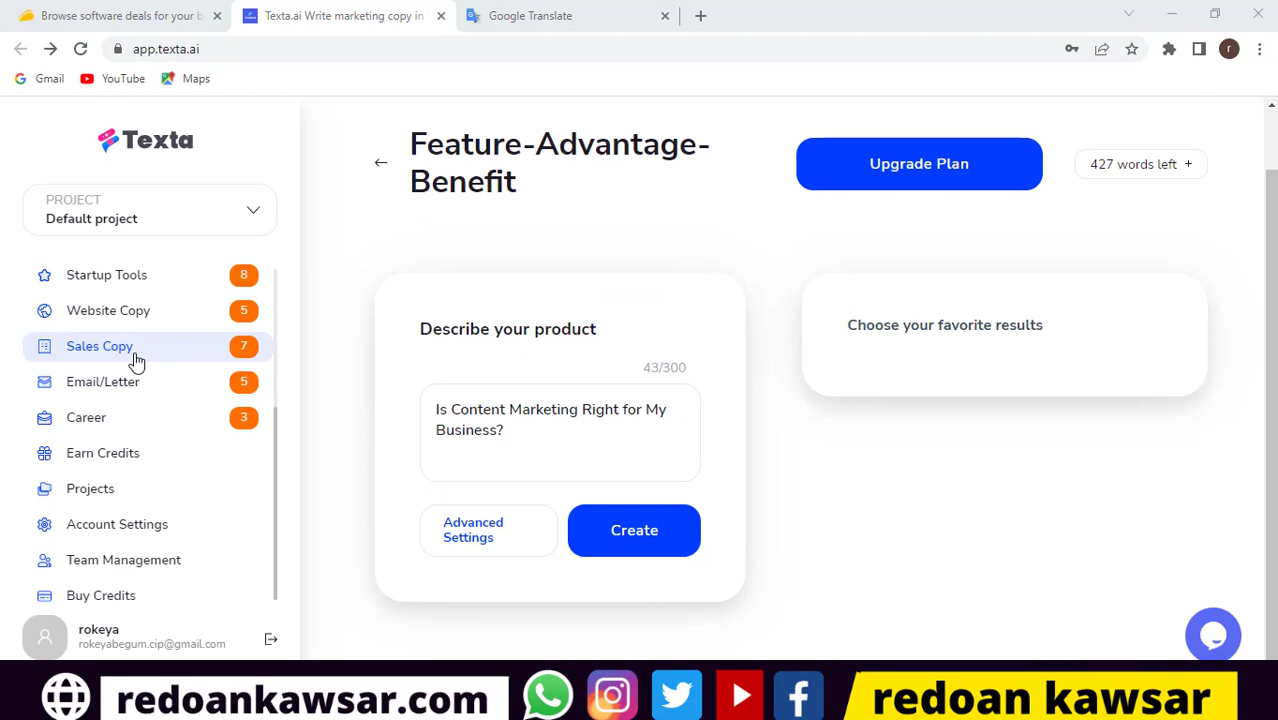 Browse software deals for your b
Texta.ai Write marketing copy in
Google Translate
app.texta.ai
r
Gmail
YouTube
Maps
Texta
PROJECT
Default project
Startup Tools 8
Website Copy 5
Sales Copy 7
Email/Letter 5
Career 3
Earn Credits
Projects
Account Settings
Team Management
Buy Credits
rokeya
rokeyabegum.cip@gmail.com
Feature-Advantage-
Benefit
Upgrade Plan
427 words left +
Describe your product
43/300
Is Content Marketing Right for My
Business?
Advanced
Settings
Create
Choose your favorite results
redoankawsar.com
redoan kawsar